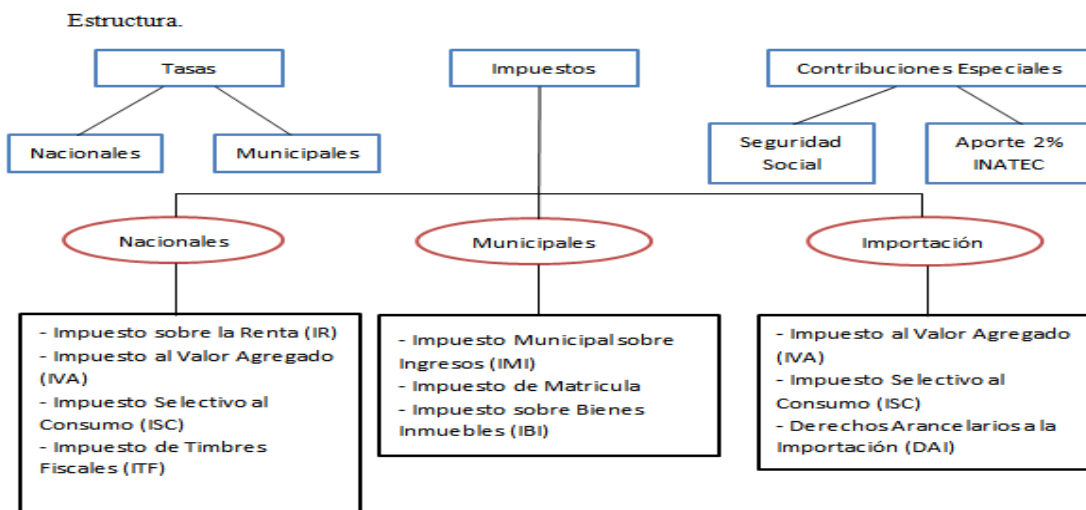 Estructura.
Tasas
Impuestos
Contribuciones Especiales
Nacionales
Municipales
Seguridad
Social
Aporte 2%
INATEC
Nacionales
Municipales
Importación
- Impuesto sobre la Renta (IR)
- Impuesto al Valor Agregado
(IVA)
- Impuesto Selectivo al
Consumo (ISC)
- Impuesto de Timbres
Fiscales (ITF)
- Impuesto Municipal sobre
Ingresos (IMI)
- Impuesto de Matricula
- Impuesto sobre Bienes
Inmuebles (IBI)
- Impuesto al Valor Agregado
(IVA)
- Impuesto Selectivo al
Consumo (ISC)
- Derechos Arancelarios a la
Importación (DAI)